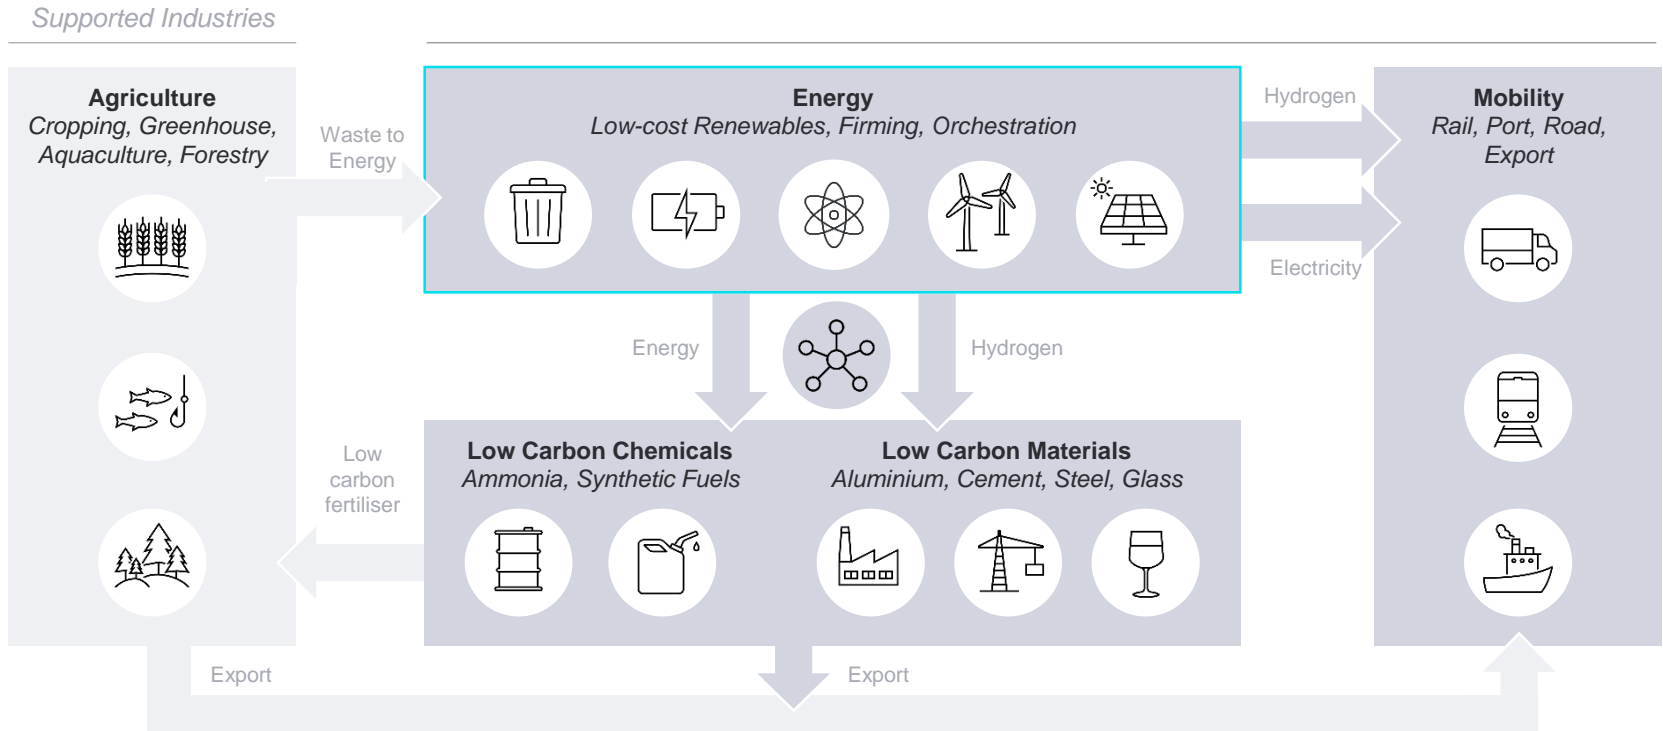 Supported Industries
Agriculture
Cropping, Greenhouse,
Aquaculture, Forestry
Waste to
Energy
Energy
Low-cost Renewables, Firming, Orchestration
Hydrogen
Electricity
Mobility
Rail, Port, Road,
Export
Energy
Hydrogen
Low
carbon
fertiliser
Low Carbon Chemicals
Ammonia, Synthetic Fuels
Low Carbon Materials
Aluminium, Cement, Steel, Glass
Export
Export